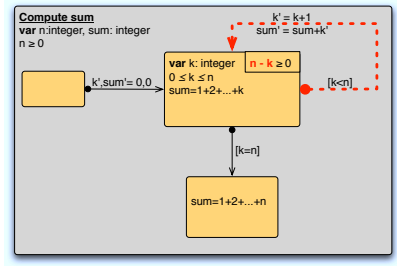 Compute sum
var n:integer, sum: integer
n ≥ 0
k' = k+1
sum' = sum+k'
var k: integer
n - k ≥ 0
0 ≤ k ≤ n
sum=1+2+...+k
k',sum'= 0,0
[k<n]
[k=n]
sum=1+2+...+n